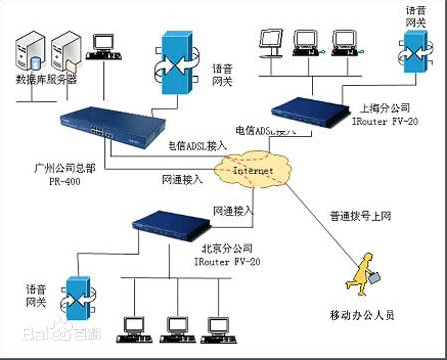 语音
网关
数据库服务器
语音
网关
上海分公司
IRouter FV-20
电信ADSL接入
电信ADSL接入
广州公司总部
PR-400
网通接入
Internet
网通接入
普通拨号上网
北京分公司
IRouter FV-20
语音
网关
移动办公人员
Bai百科